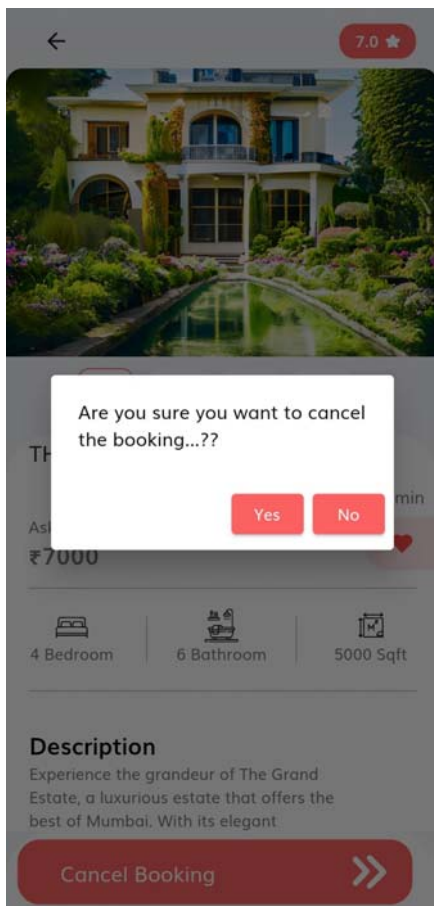 7.0
Are you sure you want to cancel
the booking...??
Yes
No
TH
min
₹7000
4 Bedroom
6 Bathroom
5000 Sqft
Description
Experience the grandeur of The Grand
Estate, a luxurious estate that offers the
best of Mumbai. With its elegant
Cancel Booking